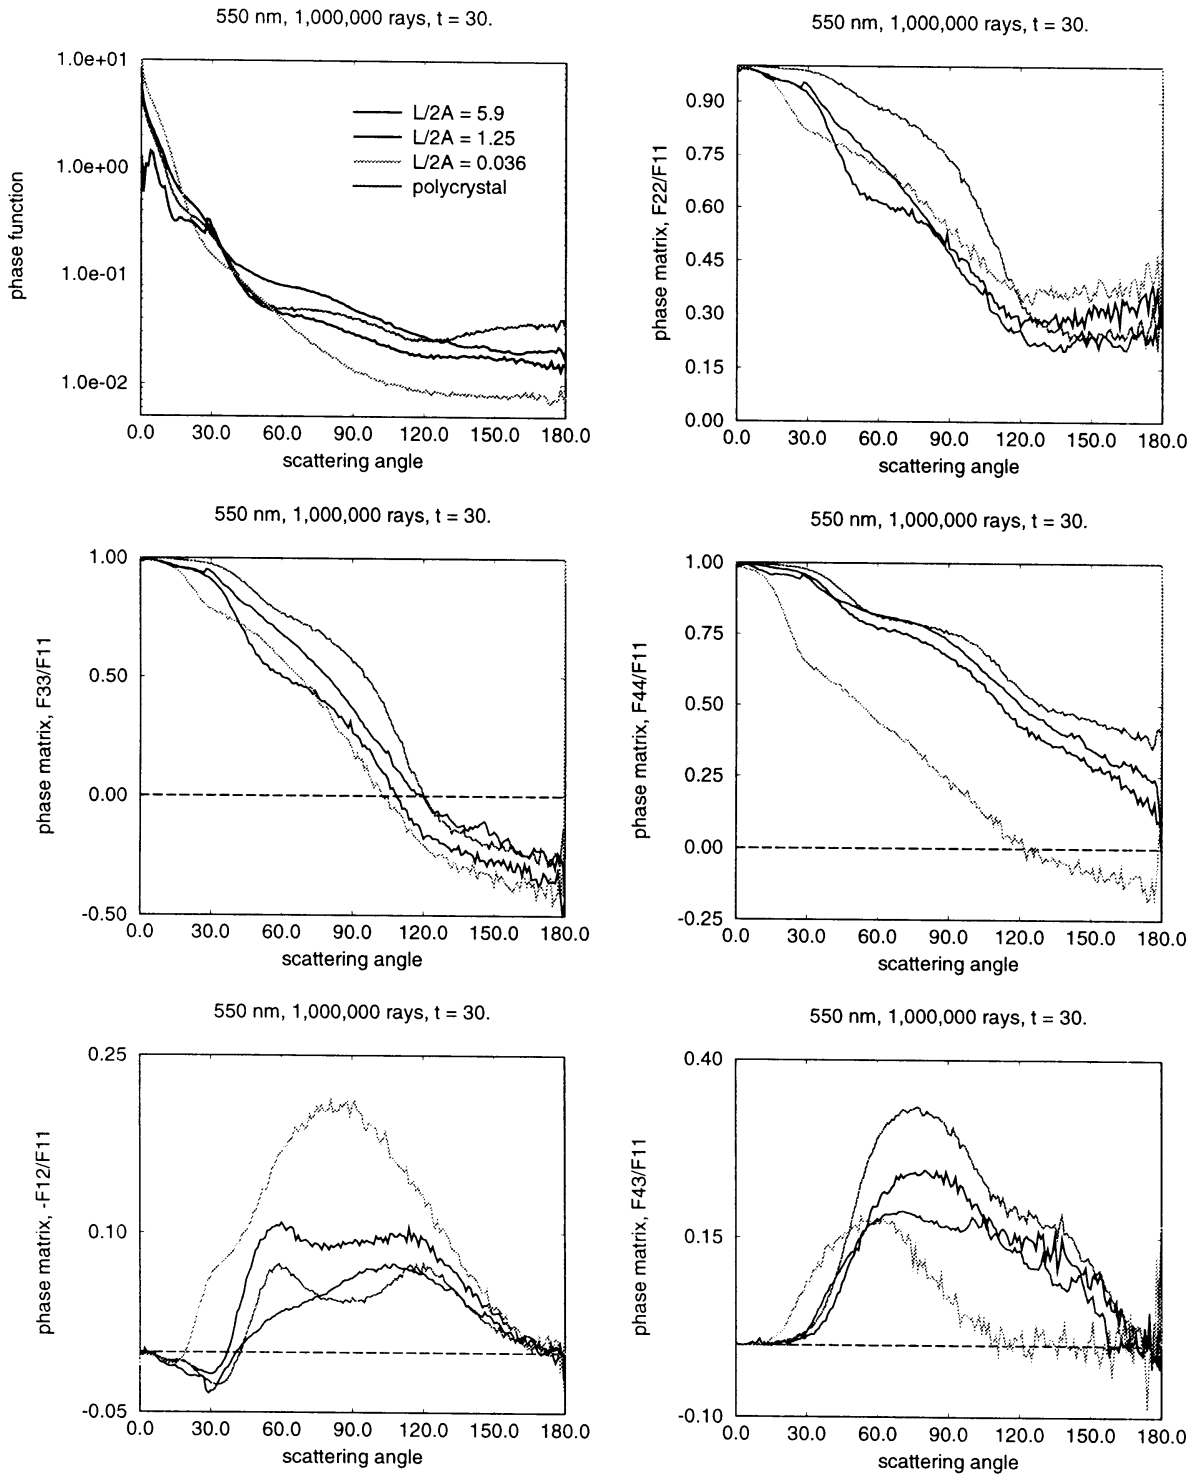 550 nm, 1,000,000 rays, t = 30.
phase function
1.0e+01
1.0e+00
1.0e-01
1.0e-02
L/2A = 5.9
L/2A = 1.25
L/2A = 0.036
polycrystal
0.0 30.0 60.0 90.0 120.0 150.0 180.0
scattering angle
550 nm, 1,000,000 rays, t = 30.
phase matrix, F22/F11
0.90
0.75
0.60
0.45
0.30
0.15
0.00
0.0 30.0 60.0 90.0 120.0 150.0 180.0
scattering angle
550 nm, 1,000,000 rays, t = 30.
phase matrix, F33/F11
1.00
0.50
0.00
-0.50
0.0 30.0 60.0 90.0 120.0 150.0 180.0
scattering angle
550 nm, 1,000,000 rays, t = 30.
phase matrix, F44/F11
1.00
0.75
0.50
0.25
0.00
-0.25
0.0 30.0 60.0 90.0 120.0 150.0 180.0
scattering angle
550 nm, 1,000,000 rays, t = 30.
phase matrix, -F12/F11
0.25
0.10
-0.05
0.0 30.0 60.0 90.0 120.0 150.0 180.0
scattering angle
550 nm, 1,000,000 rays, t = 30.
phase matrix, F43/F11
0.40
0.15
-0.10
0.0 30.0 60.0 90.0 120.0 150.0 180.0
scattering angle